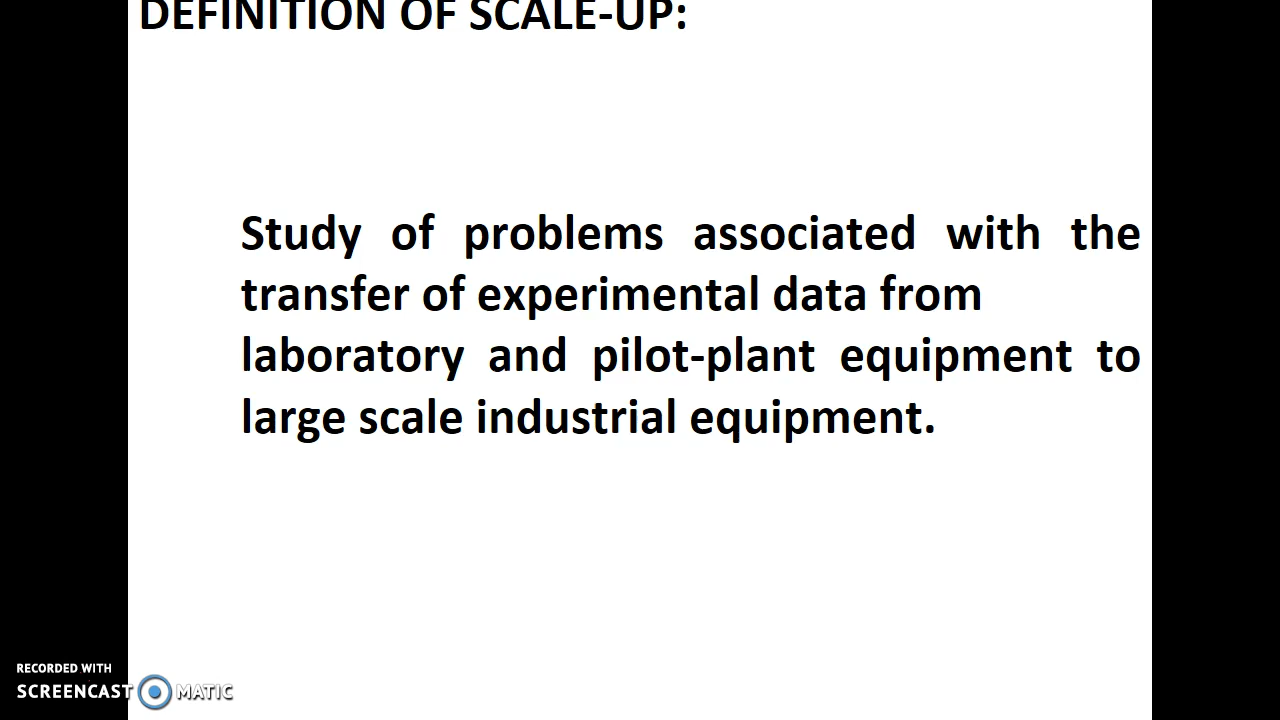 DEFINITION OF SCALE-UP:
Study of problems associated with the
transfer of experimental data from
laboratory and pilot-plant equipment to
large scale industrial equipment.
RECORDED WITH
SCREENCAST MATIC